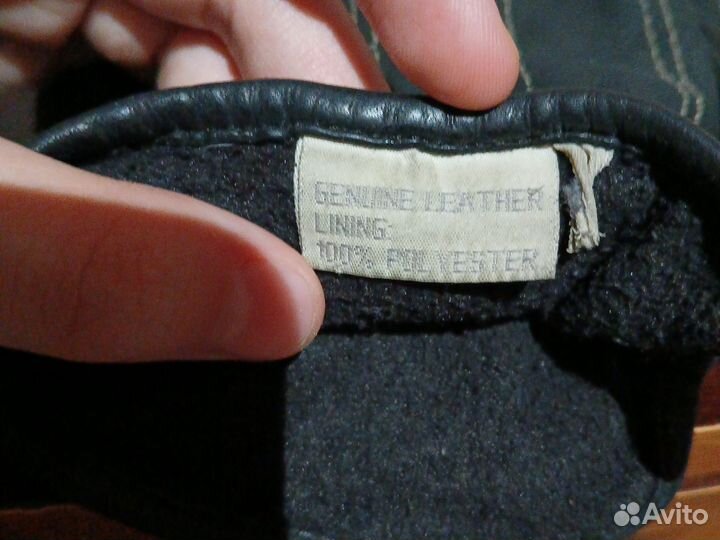 GENUINE LEATHER
LINING:
100% POLYESTER
Avito